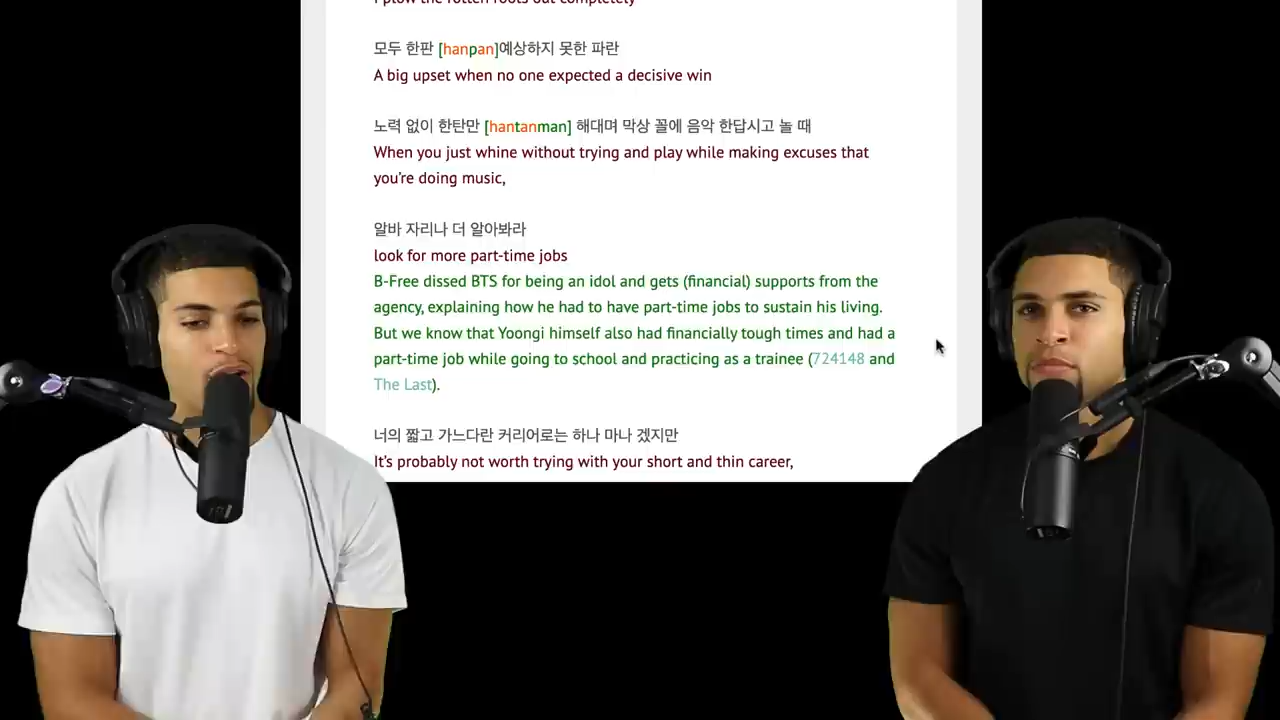 I plow the rotten roots out completely
모두 한판 [hanpan]예상하지 못한 파란
A big upset when no one expected a decisive win
노력 없이 한탄만 [hantanman] 해대며 막상 꼴에 음악 한답시고 놀 때
When you just whine without trying and play while making excuses that
you're doing music,
알바 자리나 더 알아봐라
look for more part-time jobs
B-Free dissed BTS for being an idol and gets (financial) supports from the
agency, explaining how he had to have part-time jobs to sustain his living.
But we know that Yoongi himself also had financially tough times and had a
part-time job while going to school and practicing as a trainee (724148 and
The Last).
너의 짧고 가느다란 커리어로는 하나 마나 겠지만
It's probably not worth trying with your short and thin career,